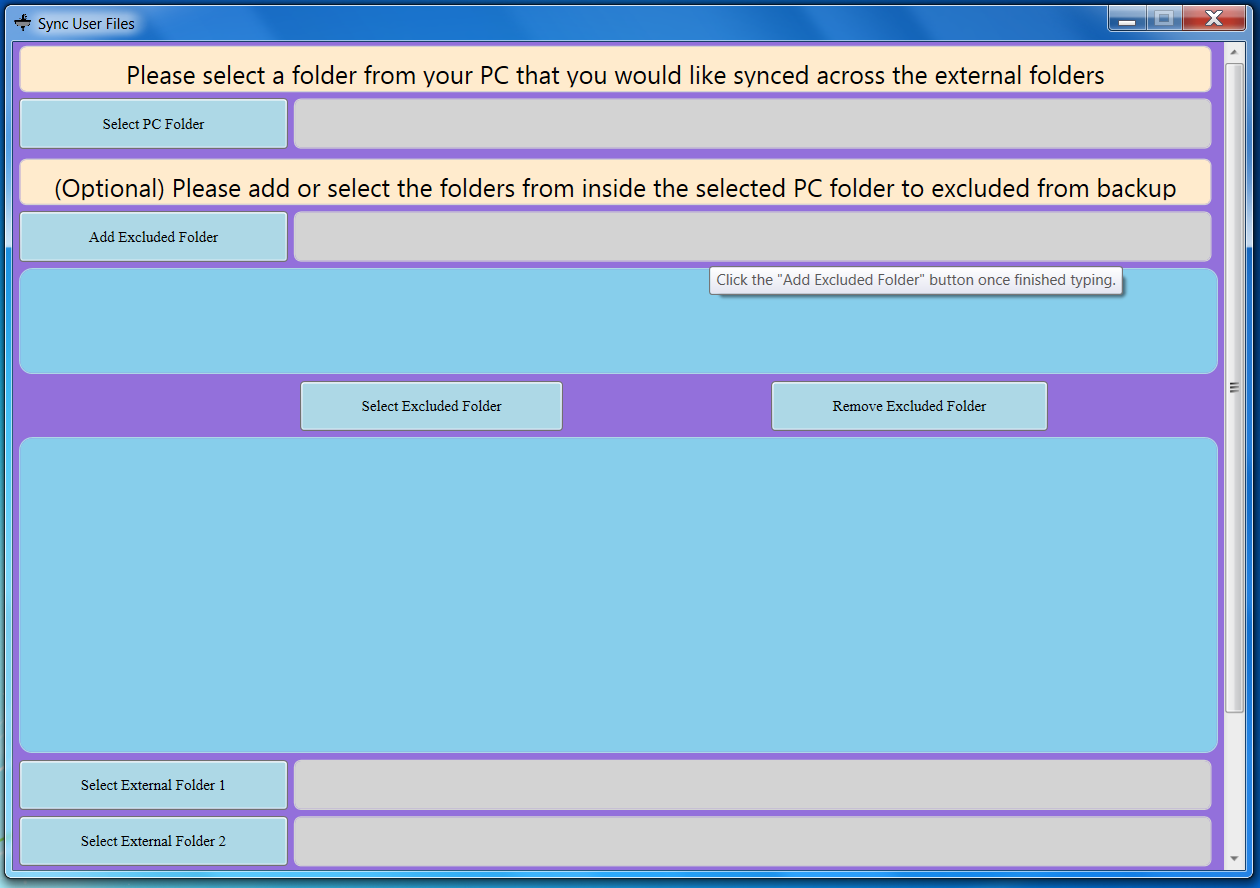 Sync User Files
Please select a folder from your PC that you would like synced across the external folders
Select PC Folder
(Optional) Please add or select the folders from inside the selected PC folder to excluded from backup
Add Excluded Folder
Click the "Add Excluded Folder" button once finished typing.
Select Excluded Folder
Remove Excluded Folder
Select External Folder 1
Select External Folder 2